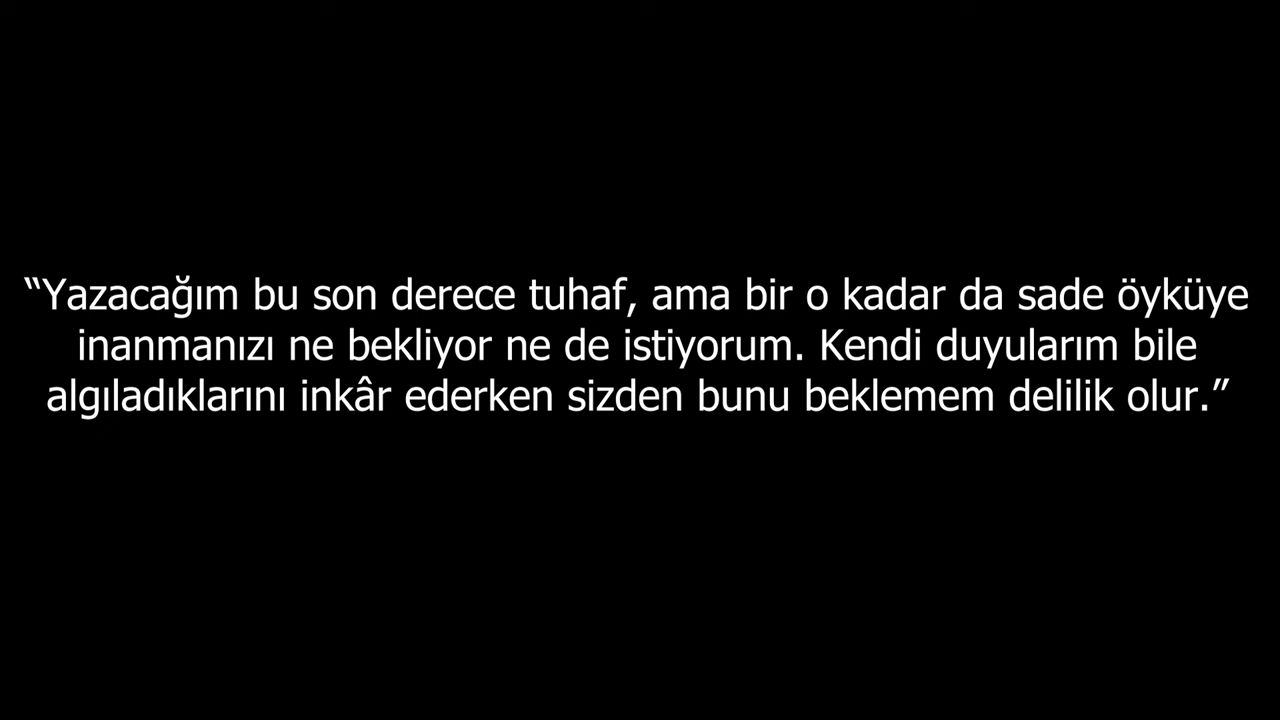 “Yazacağım bu son derece tuhaf, ama bir o kadar da sade öyküye
inanmanızı ne bekliyor ne de istiyorum. Kendi duyularım bile
algıladıklarını inkâr ederken sizden bunu beklemem delilik olur.”